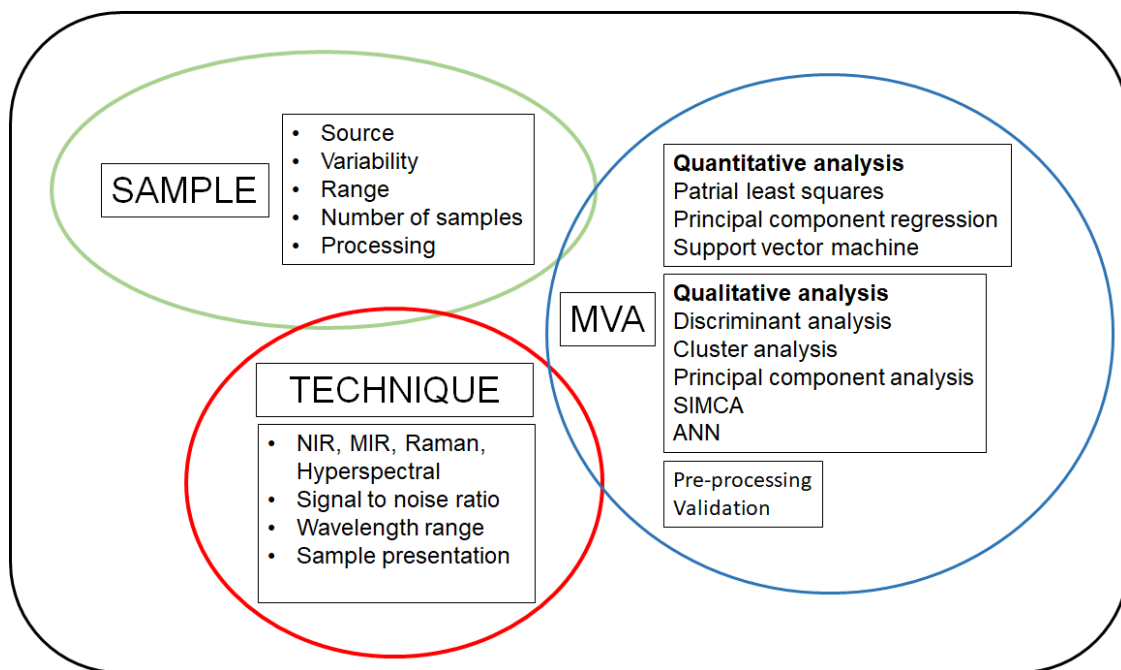 SAMPLE
• Source
• Variability
• Range
• Number of samples
• Processing
TECHNIQUE
• NIR, MIR, Raman,
Hyperspectral
• Signal to noise ratio
• Wavelength range
• Sample presentation
MVA
Quantitative analysis
Patrial least squares
Principal component regression
Support vector machine
Qualitative analysis
Discriminant analysis
Cluster analysis
Principal component analysis
SIMCA
ANN
Pre-processing
Validation